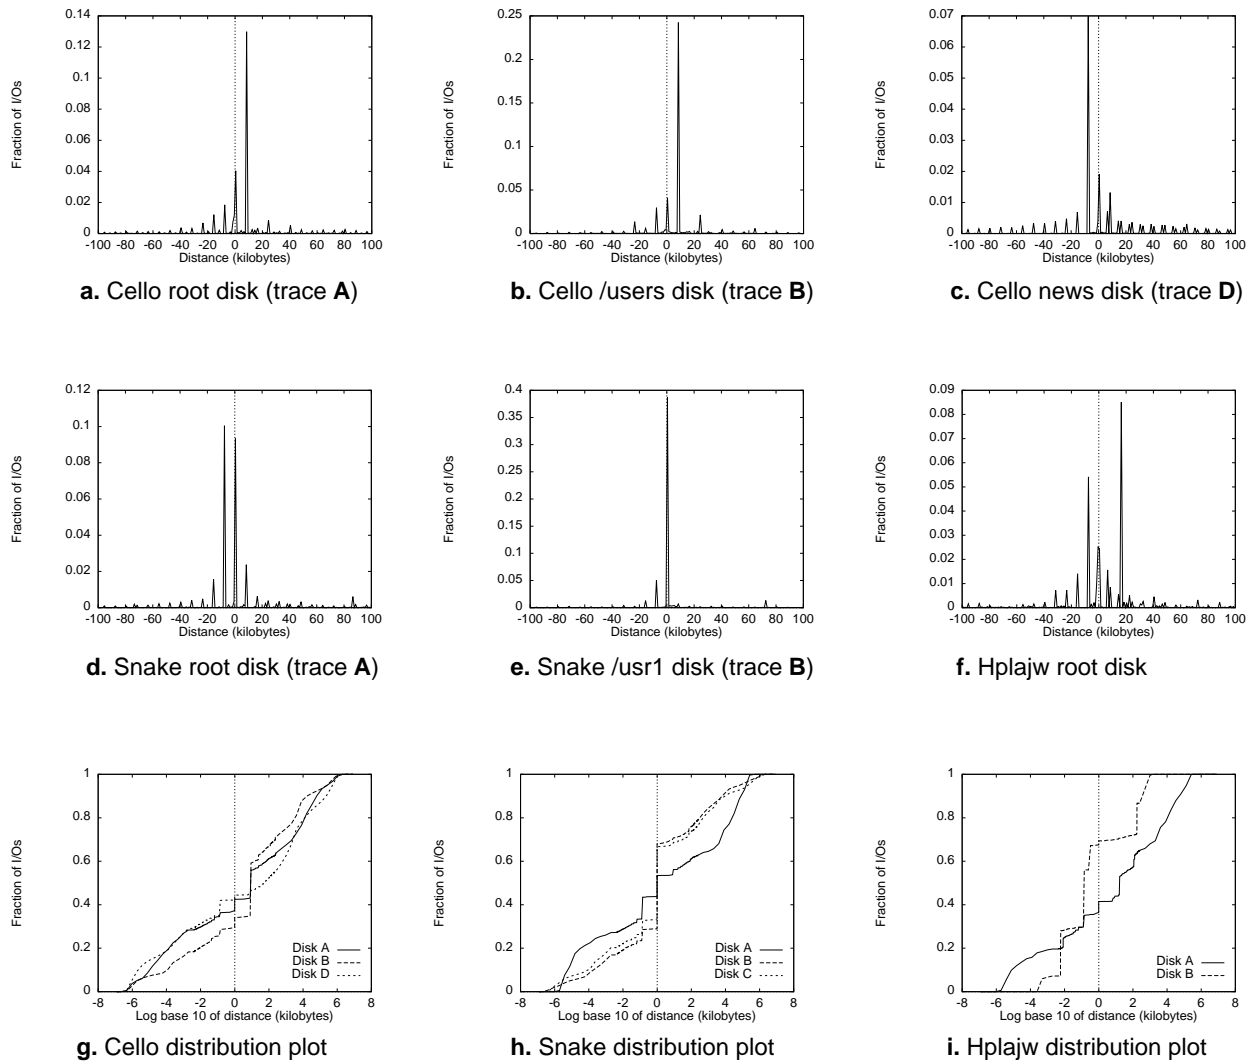 0.14
0.12
0.1
0.08
0.06
0.04
0.02
0
Fraction of I/Os
-100 -80 -60 -40 -20 0 20 40 60 80 100
Distance (kilobytes)
a. Cello root disk (trace A)
0.25
0.2
0.15
0.1
0.05
0
Fraction of I/Os
-100 -80 -60 -40 -20 0 20 40 60 80 100
Distance (kilobytes)
b. Cello /users disk (trace B)
0.07
0.06
0.05
0.04
0.03
0.02
0.01
0
Fraction of I/Os
-100 -80 -60 -40 -20 0 20 40 60 80 100
Distance (kilobytes)
c. Cello news disk (trace D)
0.12
0.1
0.08
0.06
0.04
0.02
0
Fraction of I/Os
-100 -80 -60 -40 -20 0 20 40 60 80 100
Distance (kilobytes)
d. Snake root disk (trace A)
0.4
0.35
0.3
0.25
0.2
0.15
0.1
0.05
0
Fraction of I/Os
-100 -80 -60 -40 -20 0 20 40 60 80 100
Distance (kilobytes)
e. Snake /usr1 disk (trace B)
0.09
0.08
0.07
0.06
0.05
0.04
0.03
0.02
0.01
0
Fraction of I/Os
-100 -80 -60 -40 -20 0 20 40 60 80 100
Distance (kilobytes)
f. Hplajw root disk
1
0.8
0.6
0.4
0.2
0
Fraction of I/Os
Disk A
Disk B
Disk D
-8 -6 -4 -2 0 2 4 6 8
Log base 10 of distance (kilobytes)
g. Cello distribution plot
1
0.8
0.6
0.4
0.2
0
Fraction of I/Os
Disk A
Disk B
Disk C
-8 -6 -4 -2 0 2 4 6 8
Log base 10 of distance (kilobytes)
h. Snake distribution plot
1
0.8
0.6
0.4
0.2
0
Fraction of I/Os
Disk A
Disk B
-8 -6 -4 -2 0 2 4 6 8
Log base 10 of distance (kilobytes)
i. Hplajw distribution plot